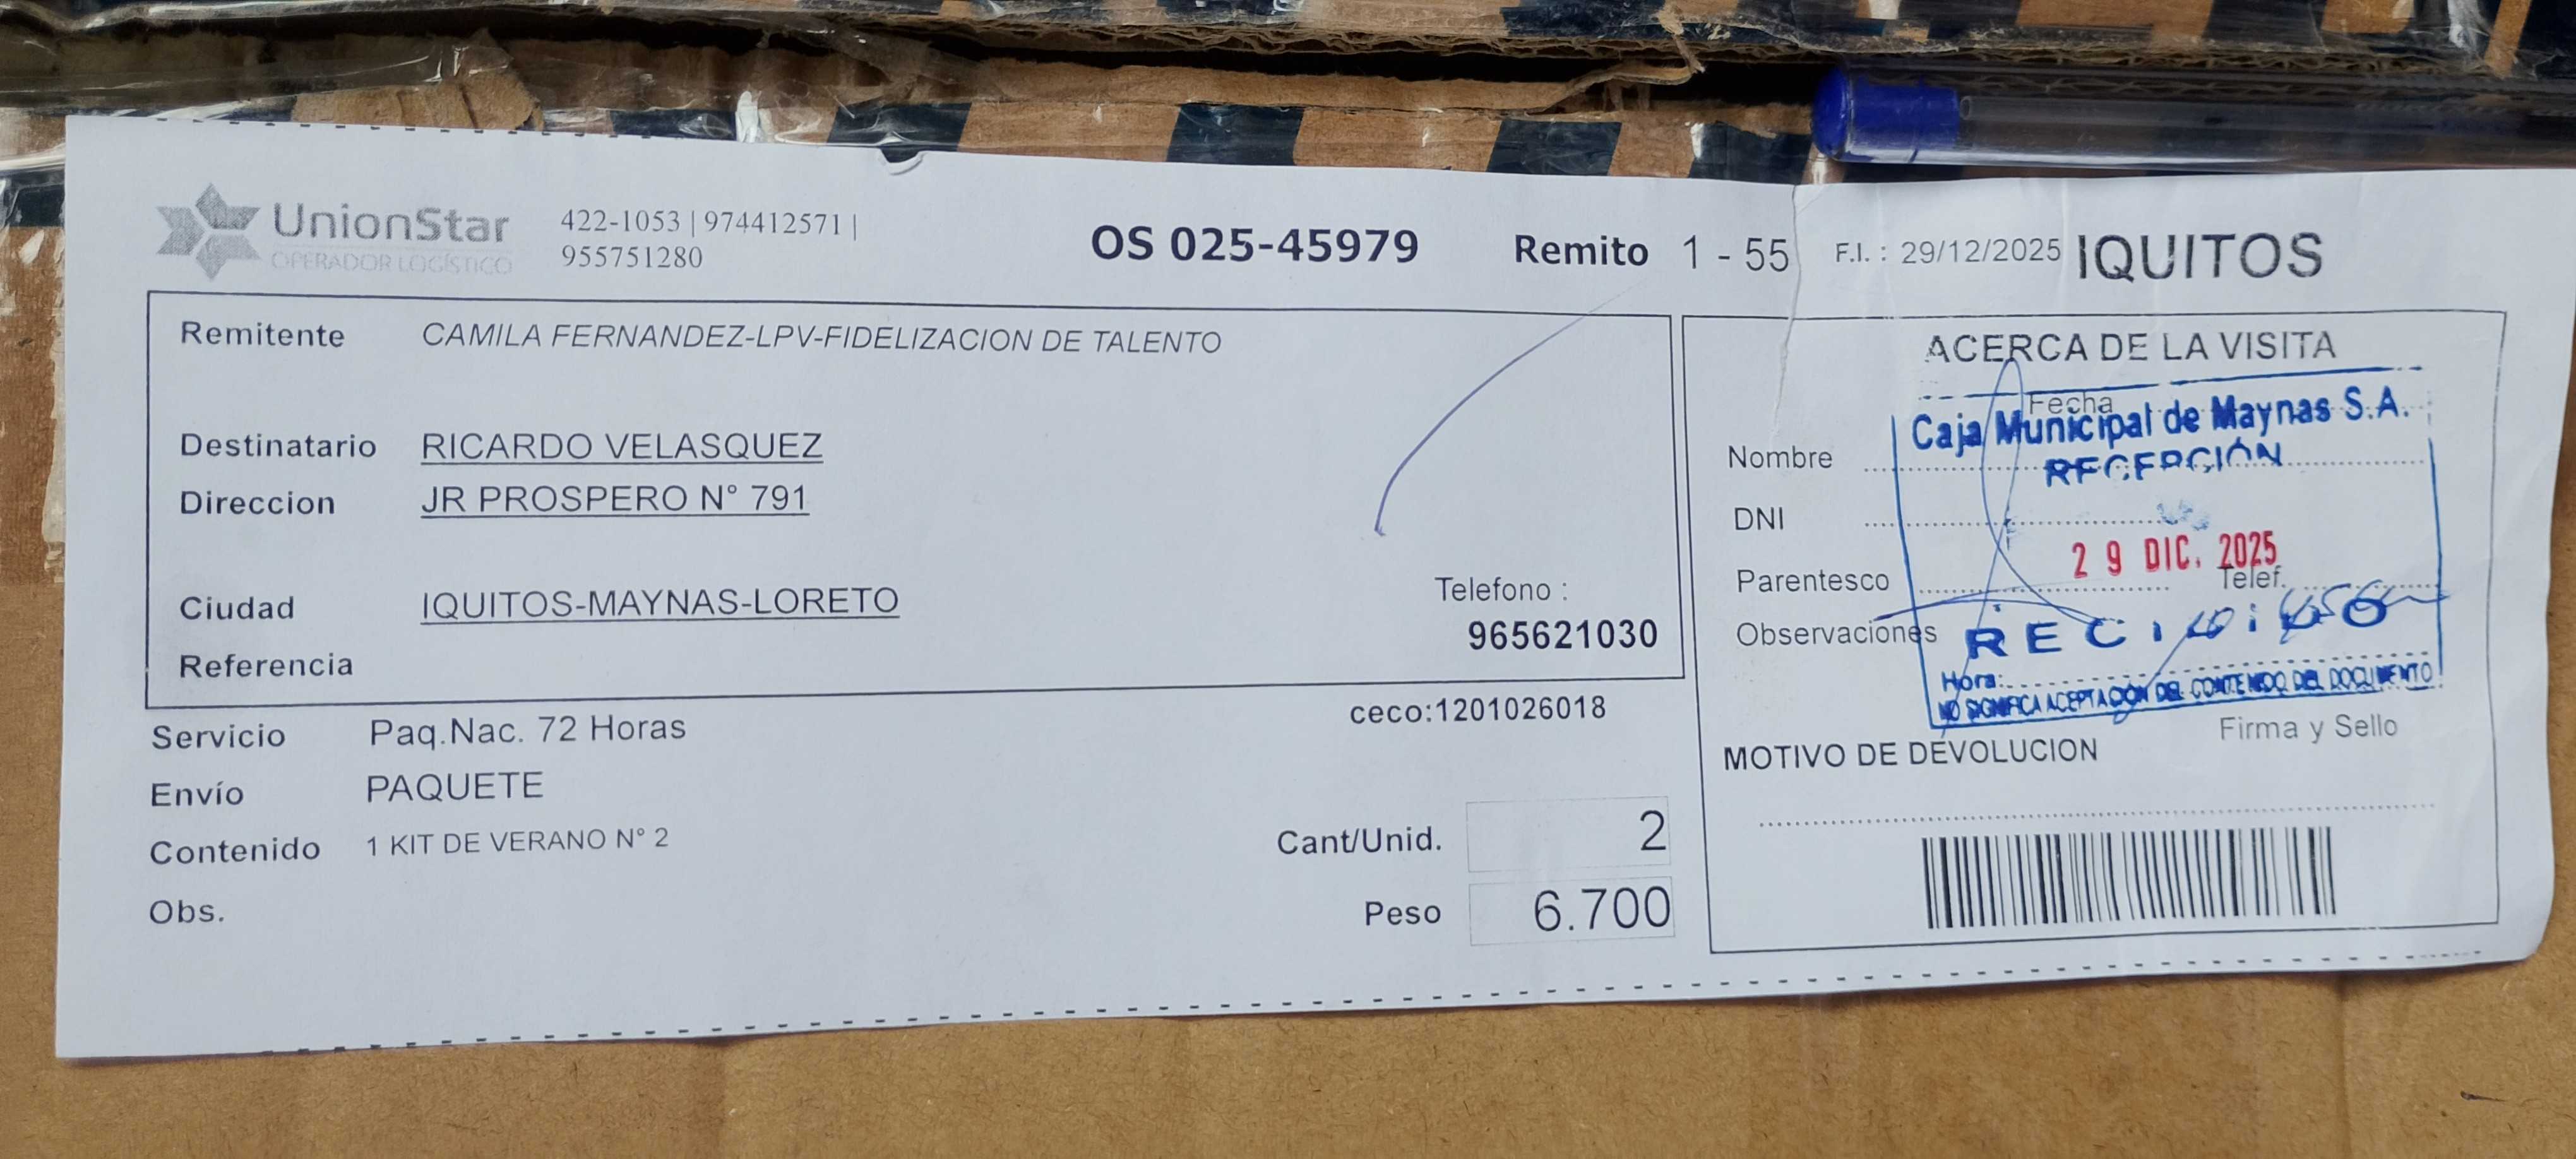 UnionStar
OPERADOR LOGÍSTICO
422-1053 | 974412571 |
955751280
OS 025-45979
Remito 1 - 55
F.I. : 29/12/2025
IQUITOS
Remitente CAMILA FERNANDEZ-LPV-FIDELIZACION DE TALENTO
Destinatario RICARDO VELASQUEZ
Direccion JR PROSPERO N° 791
Ciudad IQUITOS-MAYNAS-LORETO
Telefono :
965621030
Referencia
ceco:1201026018
Servicio Paq.Nac. 72 Horas
Envío PAQUETE
Contenido 1 KIT DE VERANO N° 2
Obs.
Cant/Unid. 2
Peso 6.700
ACERCA DE LA VISITA
Fecha
Caja Municipal de Maynas S.A.
Nombre
RECEPCIÓN
DNI
29 DIC. 2025
Parentesco
Telef.
Observaciones
RECIBIDO
Hora:
NO SIGNIFICA ACEPTACIÓN DEL CONTENIDO DEL DOCUMENTO
Firma y Sello
MOTIVO DE DEVOLUCION